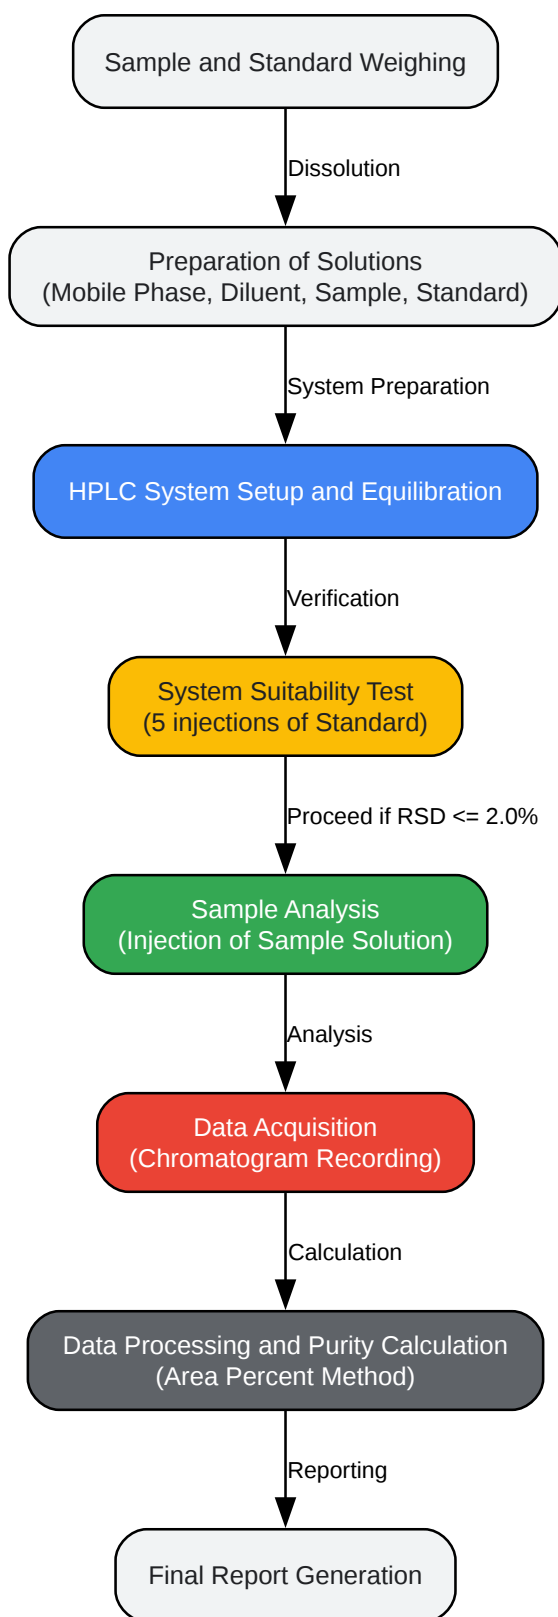 Sample and Standard Weighing
Dissolution
Preparation of Solutions
(Mobile Phase, Diluent, Sample, Standard)
System Preparation
HPLC System Setup and Equilibration
Verification
System Suitability Test
(5 injections of Standard)
Proceed if RSD <= 2.0%
Sample Analysis
(Injection of Sample Solution)
Analysis
Data Acquisition
(Chromatogram Recording)
Calculation
Data Processing and Purity Calculation
(Area Percent Method)
Reporting
Final Report Generation